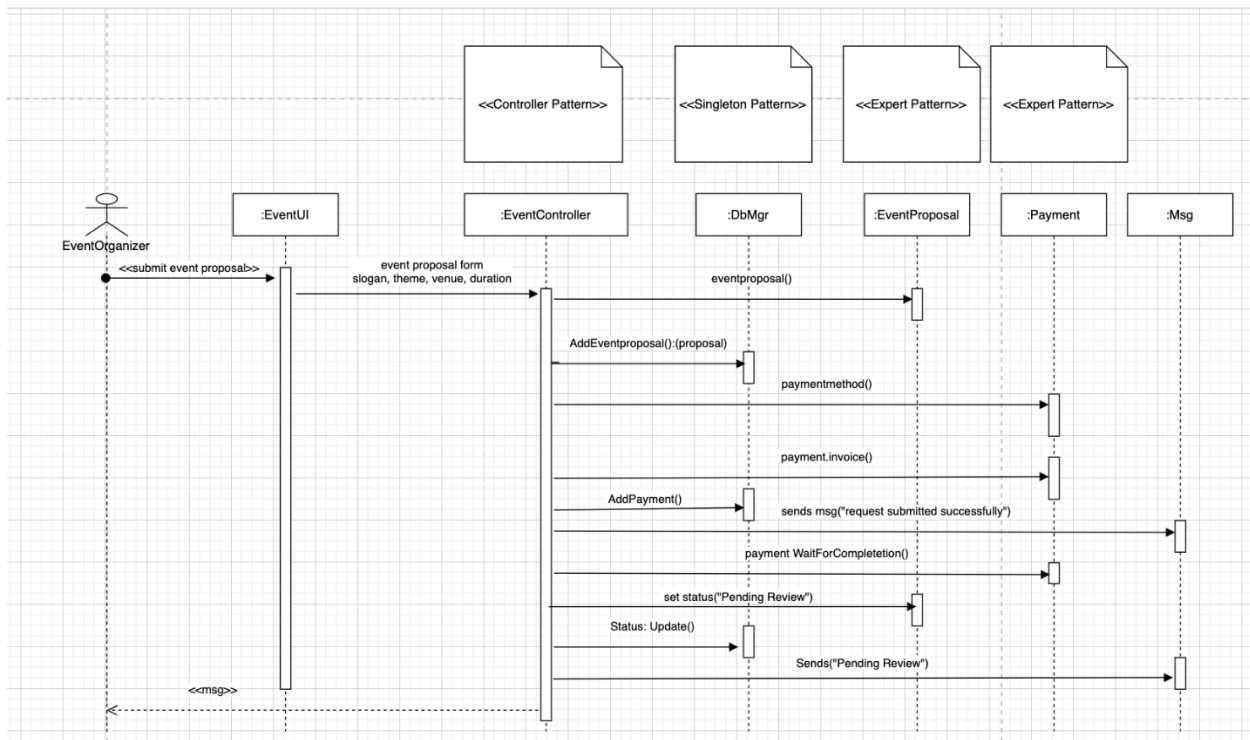 <<Controller Pattern>>
<<Singleton Pattern>>
<<Expert Pattern>>
<<Expert Pattern>>
EventOrganizer
:EventUI
:EventController
:DbMgr
:EventProposal
:Payment
:Msg
<<submit event proposal>>
event proposal form
slogan, theme, venue, duration
eventproposal()
AddEventproposal():(proposal)
paymentmethod()
payment.invoice()
AddPayment()
sends msg("request submitted successfully")
payment WaitForCompletetion()
set status("Pending Review")
Status: Update()
Sends("Pending Review")
<<msg>>